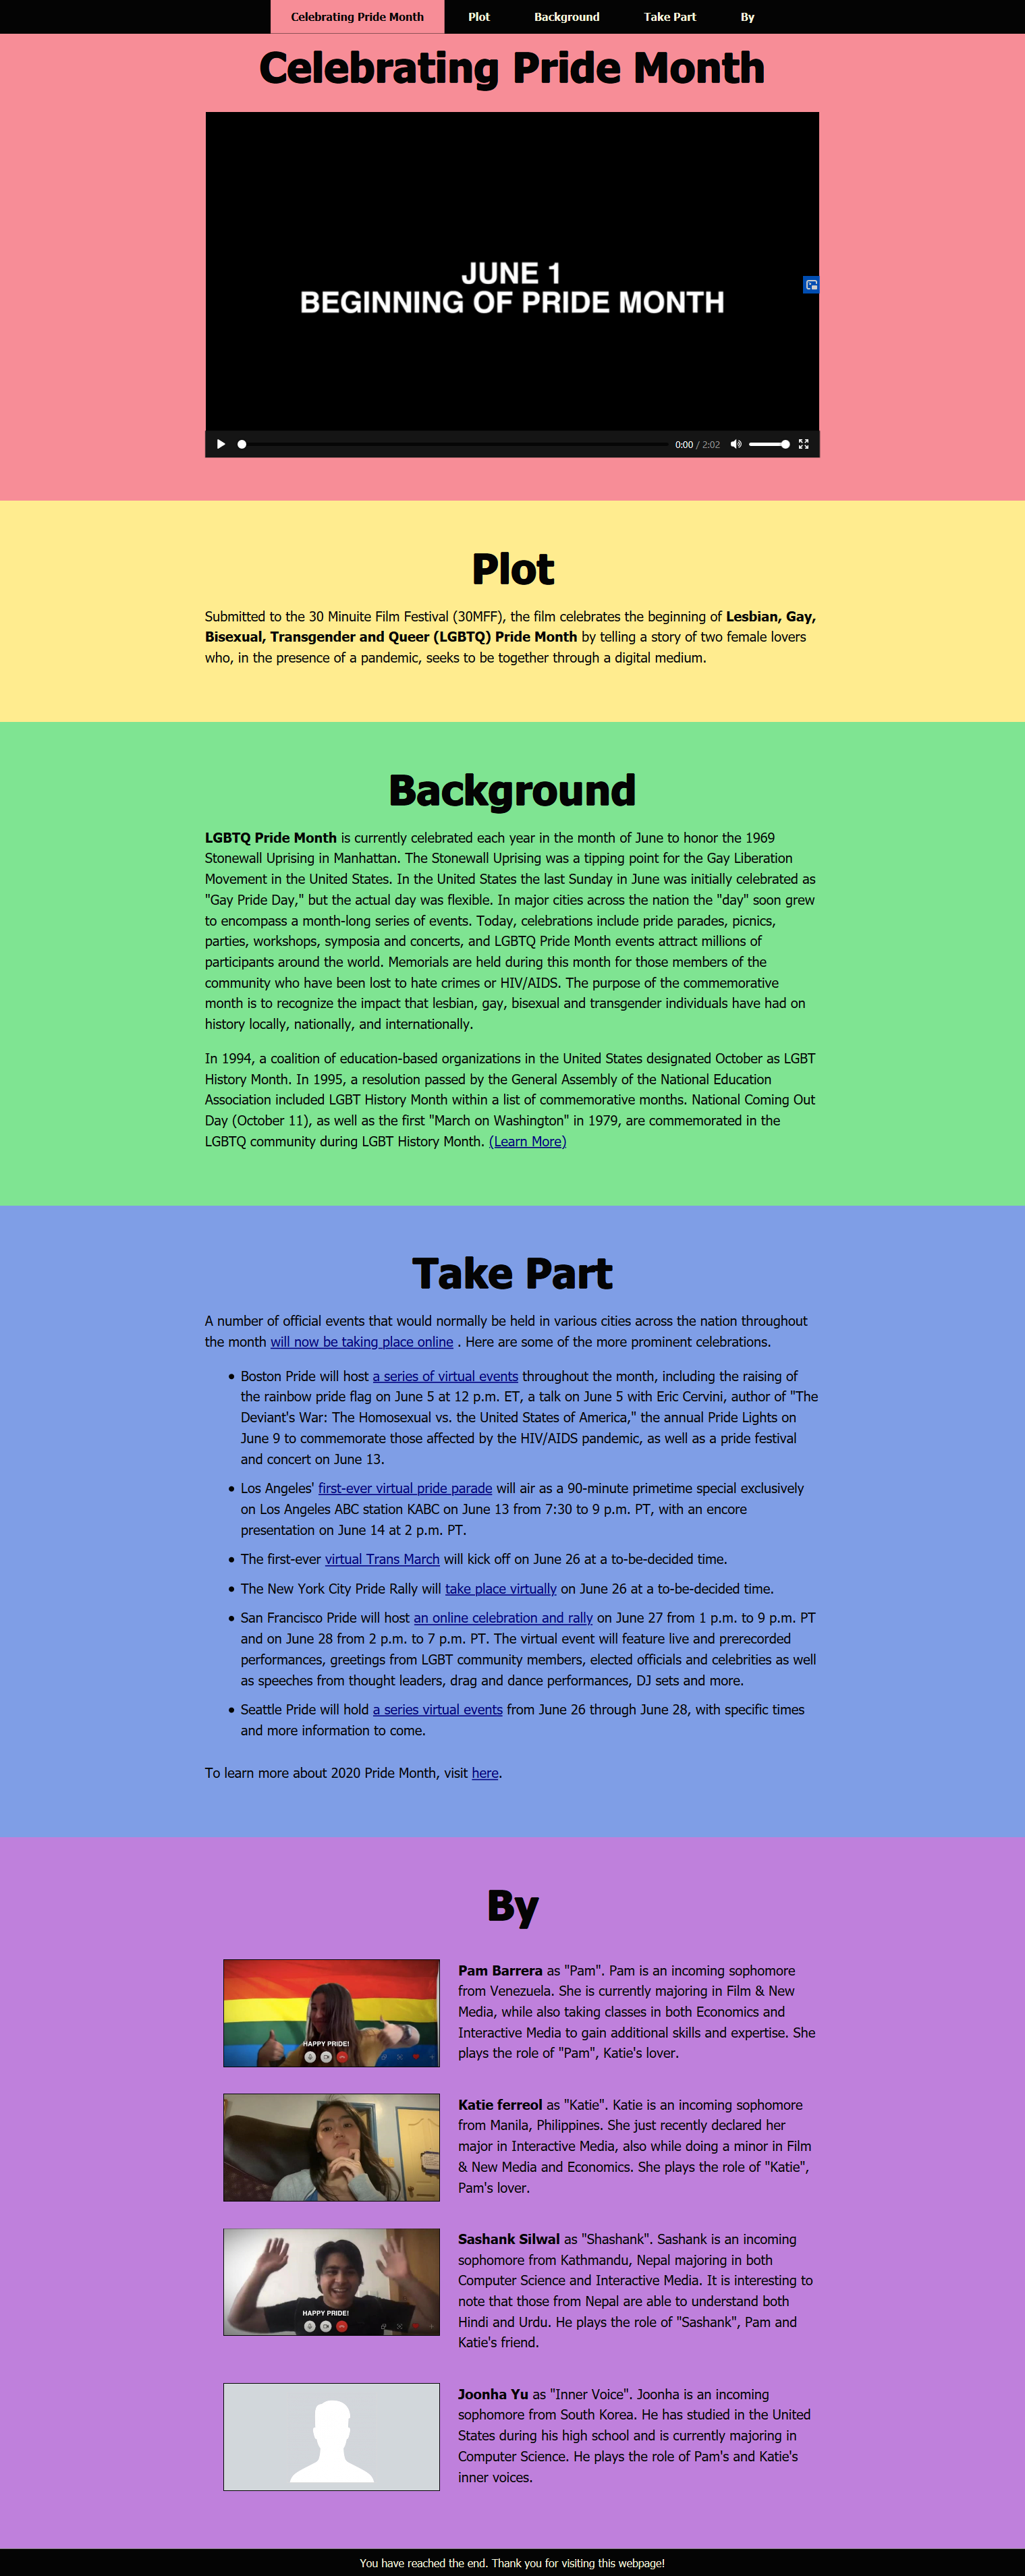 Celebrating Pride Month Plot Background Take Part By
Celebrating Pride Month
JUNE 1
BEGINNING OF PRIDE MONTH
0:00 / 2:02
Plot
Submitted to the 30 Minuite Film Festival (30MFF), the film celebrates the beginning of Lesbian, Gay,
Bisexual, Transgender and Queer (LGBTQ) Pride Month by telling a story of two female lovers
who, in the presence of a pandemic, seeks to be together through a digital medium.
Background
LGBTQ Pride Month is currently celebrated each year in the month of June to honor the 1969
Stonewall Uprising in Manhattan. The Stonewall Uprising was a tipping point for the Gay Liberation
Movement in the United States. In the United States the last Sunday in June was initially celebrated as
"Gay Pride Day," but the actual day was flexible. In major cities across the nation the "day" soon grew
to encompass a month-long series of events. Today, celebrations include pride parades, picnics,
parties, workshops, symposia and concerts, and LGBTQ Pride Month events attract millions of
participants around the world. Memorials are held during this month for those members of the
community who have been lost to hate crimes or HIV/AIDS. The purpose of the commemorative
month is to recognize the impact that lesbian, gay, bisexual and transgender individuals have had on
history locally, nationally, and internationally.
In 1994, a coalition of education-based organizations in the United States designated October as LGBT
History Month. In 1995, a resolution passed by the General Assembly of the National Education
Association included LGBT History Month within a list of commemorative months. National Coming Out
Day (October 11), as well as the first "March on Washington" in 1979, are commemorated in the
LGBTQ community during LGBT History Month. (Learn More)
Take Part
A number of official events that would normally be held in various cities across the nation throughout
the month will now be taking place online . Here are some of the more prominent celebrations.
• Boston Pride will host a series of virtual events throughout the month, including the raising of
the rainbow pride flag on June 5 at 12 p.m. ET, a talk on June 5 with Eric Cervini, author of "The
Deviant's War: The Homosexual vs. the United States of America," the annual Pride Lights on
June 9 to commemorate those affected by the HIV/AIDS pandemic, as well as a pride festival
and concert on June 13.
• Los Angeles' first-ever virtual pride parade will air as a 90-minute primetime special exclusively
on Los Angeles ABC station KABC on June 13 from 7:30 to 9 p.m. PT, with an encore
presentation on June 14 at 2 p.m. PT.
• The first-ever virtual Trans March will kick off on June 26 at a to-be-decided time.
• The New York City Pride Rally will take place virtually on June 26 at a to-be-decided time.
• San Francisco Pride will host an online celebration and rally on June 27 from 1 p.m. to 9 p.m. PT
and on June 28 from 2 p.m. to 7 p.m. PT. The virtual event will feature live and prerecorded
performances, greetings from LGBT community members, elected officials and celebrities as well
as speeches from thought leaders, drag and dance performances, DJ sets and more.
• Seattle Pride will hold a series virtual events from June 26 through June 28, with specific times
and more information to come.
To learn more about 2020 Pride Month, visit here.
By
HAPPY PRIDE!
Pam Barrera as "Pam". Pam is an incoming sophomore
from Venezuela. She is currently majoring in Film & New
Media, while also taking classes in both Economics and
Interactive Media to gain additional skills and expertise. She
plays the role of "Pam", Katie's lover.
Katie ferreol as "Katie". Katie is an incoming sophomore
from Manila, Philippines. She just recently declared her
major in Interactive Media, also while doing a minor in Film
& New Media and Economics. She plays the role of "Katie",
Pam's lover.
HAPPY PRIDE!
Sashank Silwal as "Shashank". Sashank is an incoming
sophomore from Kathmandu, Nepal majoring in both
Computer Science and Interactive Media. It is interesting to
note that those from Nepal are able to understand both
Hindi and Urdu. He plays the role of "Sashank", Pam and
Katie's friend.
Joonha Yu as "Inner Voice". Joonha is an incoming
sophomore from South Korea. He has studied in the United
States during his high school and is currently majoring in
Computer Science. He plays the role of Pam's and Katie's
inner voices.
You have reached the end. Thank you for visiting this webpage!